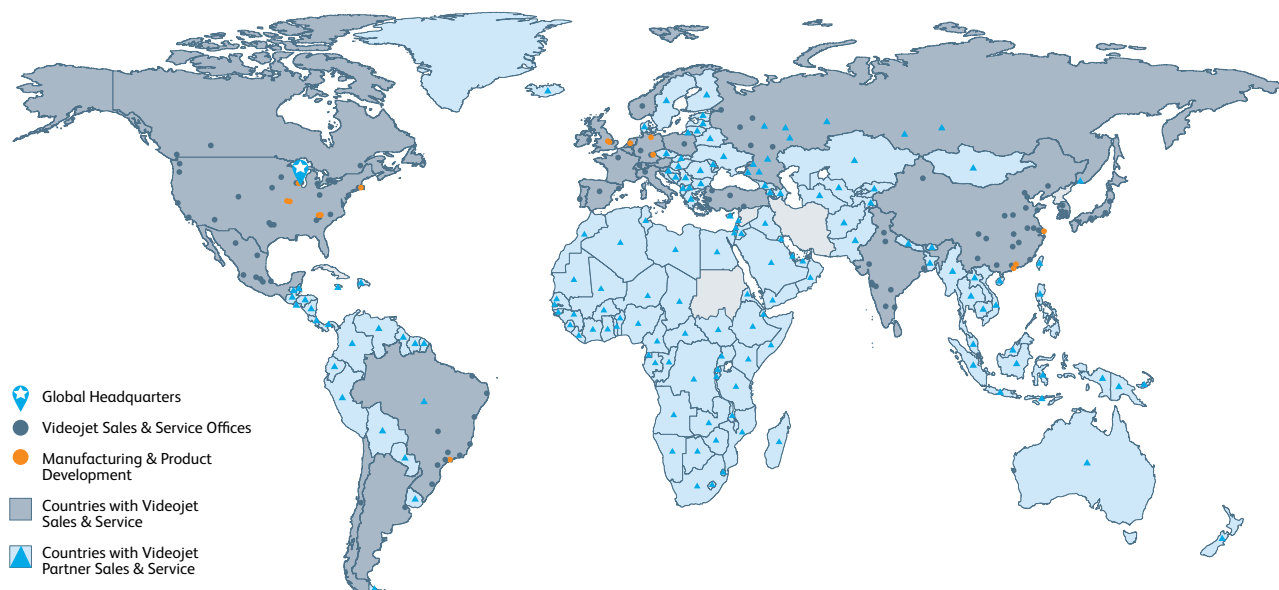 Global Headquarters
Videojet Sales & Service Offices
Manufacturing & Product
Development
Countries with Videojet
Sales & Service
Countries with Videojet
Partner Sales & Service